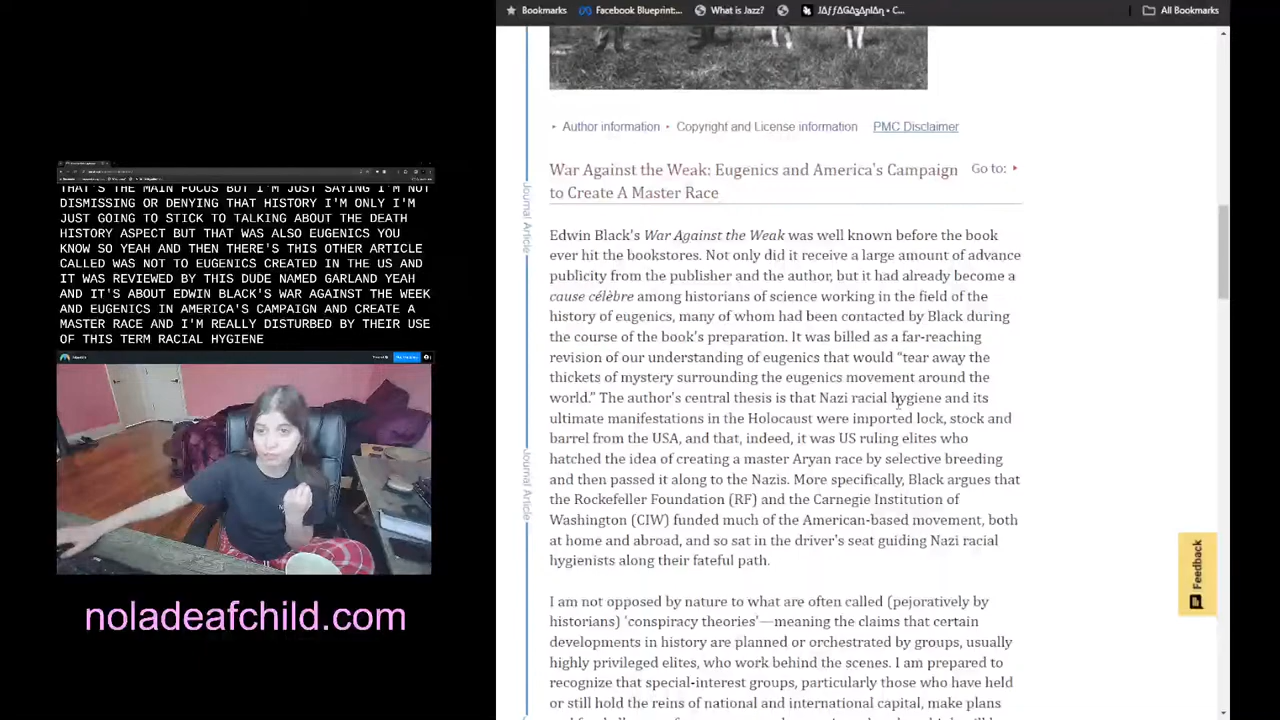 Bookmarks
Facebook Blueprint:...
What is Jazz?
All Bookmarks
Author information
Copyright and License information
PMC Disclaimer
War Against the Weak: Eugenics and America's Campaign
to Create A Master Race
Go to:
Edwin Black's War Against the Weak was well known before the book
ever hit the bookstores. Not only did it receive a large amount of advance
publicity from the publisher and the author, but it had already become a
cause célèbre among historians of science working in the field of the
history of eugenics, many of whom had been contacted by Black during
the course of the book's preparation. It was billed as a far-reaching
revision of our understanding of eugenics that would “tear away the
thickets of mystery surrounding the eugenics movement around the
world.” The author's central thesis is that Nazi racial hygiene and its
ultimate manifestations in the Holocaust were imported lock, stock and
barrel from the USA, and that, indeed, it was US ruling elites who
hatched the idea of creating a master Aryan race by selective breeding
and then passed it along to the Nazis. More specifically, Black argues that
the Rockfeller Foundation (RF) and the Carnegie Institution of
Washington (CIW) funded much of the American-based movement, both
at home and abroad, and so sat in the driver's seat guiding Nazi racial
hygienists along their fateful path.
I am not opposed by nature to what are often called (pejoratively by
historians) ‘conspiracy theories’—meaning the claims that certain
developments in history are planned or orchestrated by groups, usually
highly privileged elites, who work behind the scenes. I am prepared to
recognize that special-interest groups, particularly those who have held
or still hold the reins of national and international capital, make plans
Journal Article
Journal Article
Feedback
THAT'S THE MAIN FOCUS BUT I'M JUST SAYING I'M NOT
DISMISSING OR DENYING THAT HISTORY I'M ONLY I'M
JUST GOING TO STICK TO TALKING ABOUT THE DEATH
HISTORY ASPECT BUT THAT WAS ALSO EUGENICS YOU
KNOW SO YEAH AND THEN THERE'S THIS OTHER ARTICLE
CALLED WAS NOT TO EUGENICS CREATED IN THE US AND
IT WAS REVIEWED BY THIS DUDE NAMED GARLAND YEAH
AND IT'S ABOUT EDWIN BLACK'S WAR AGAINST THE WEEK
AND EUGENICS IN AMERICA'S CAMPAIGN AND CREATE A
MASTER RACE AND I'M REALLY DISTURBED BY THEIR USE
OF THIS TERM RACIAL HYGIENE
noladeafchild.com